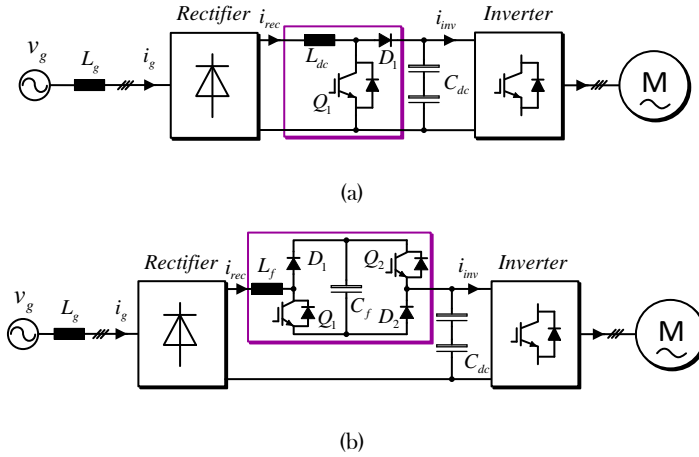 Rectifier i_rec i_inv Inverter
v_g L_g i_g L_dc D_1 C_dc M
Q_1
(a)
Rectifier i_rec L_f D_1 Q_2 i_inv Inverter
v_g L_g i_g Q_1 C_f D_2 C_dc M
(b)